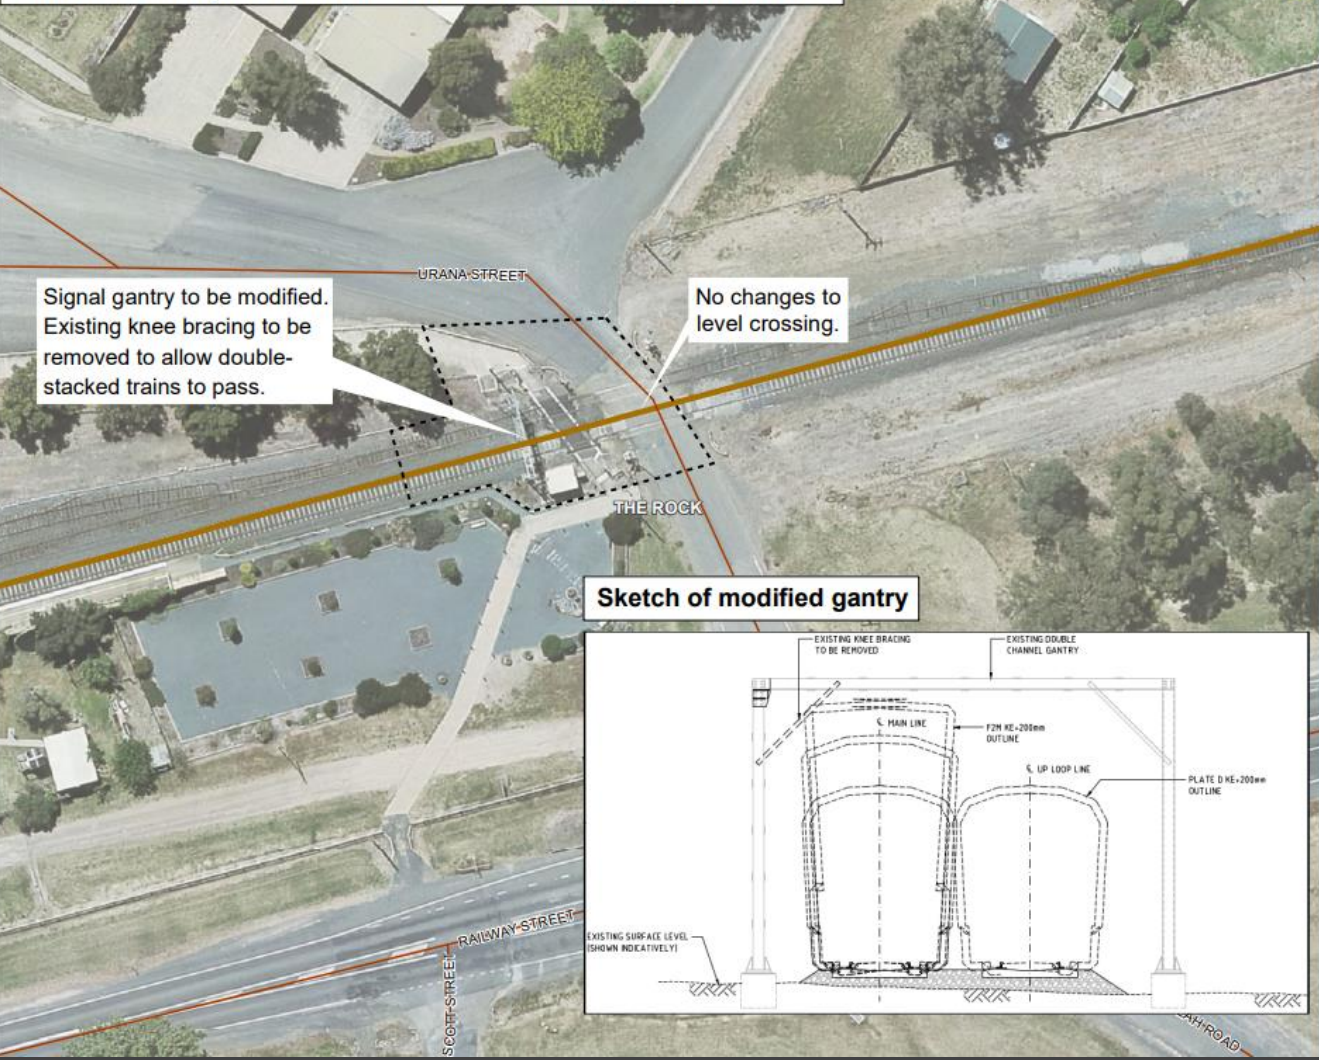 URANA STREET
Signal gantry to be modified.
Existing knee bracing to be
removed to allow double-
stacked trains to pass.
No changes to
level crossing.
THE ROCK
Sketch of modified gantry
EXISTING KNEE BRACING
TO BE REMOVED
EXISTING DOUBLE
CHANNEL GANTRY
℄ MAIN LINE
F2M KE+200mm
OUTLINE
℄ UP LOOP LINE
PLATE D KE+200mm
OUTLINE
EXISTING SURFACE LEVEL
(SHOWN INDICATIVELY)
RAILWAY STREET
SCOTT STREET
ROAD